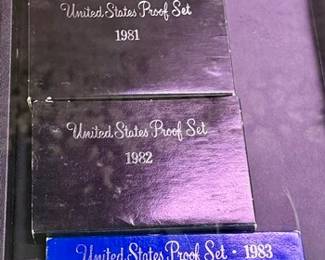 United States Proof Set
1981
United States Proof Set
1982
United States Proof Set · 1983